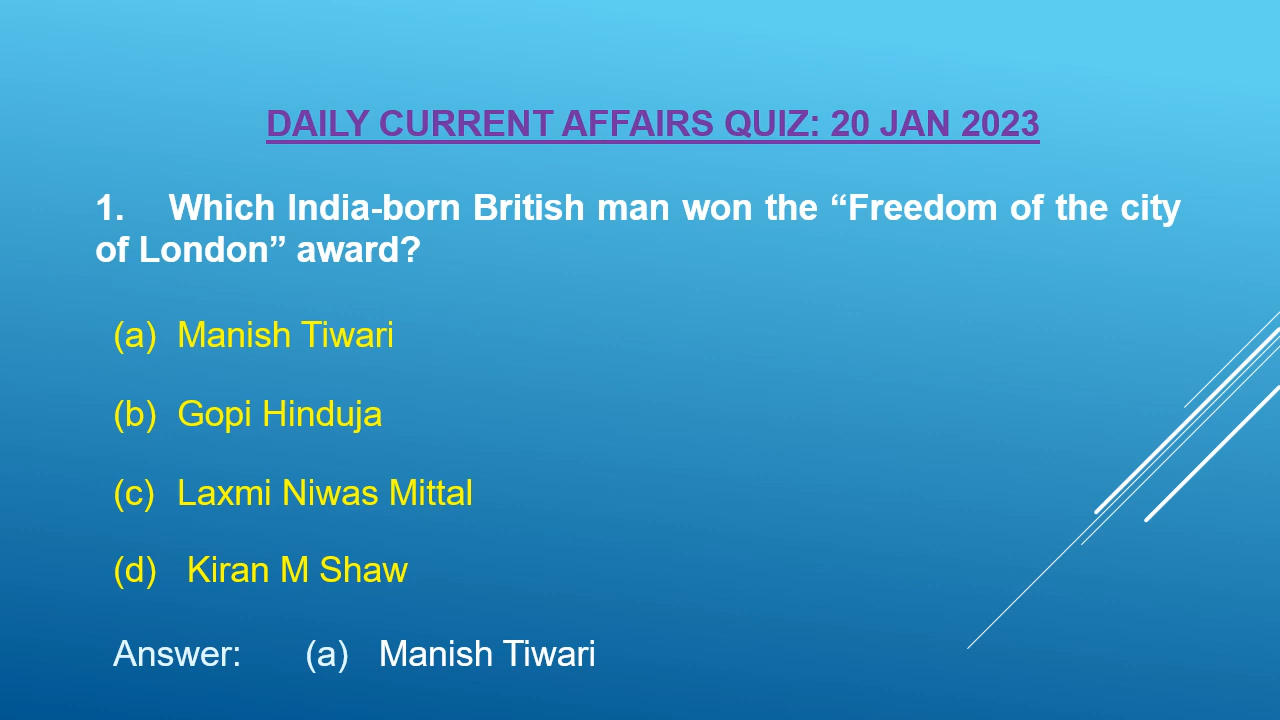 DAILY CURRENT AFFAIRS QUIZ: 20 JAN 2023
1. Which India-born British man won the “Freedom of the city
of London” award?
(a) Manish Tiwari
(b) Gopi Hinduja
(c) Laxmi Niwas Mittal
(d) Kiran M Shaw
Answer: (a) Manish Tiwari